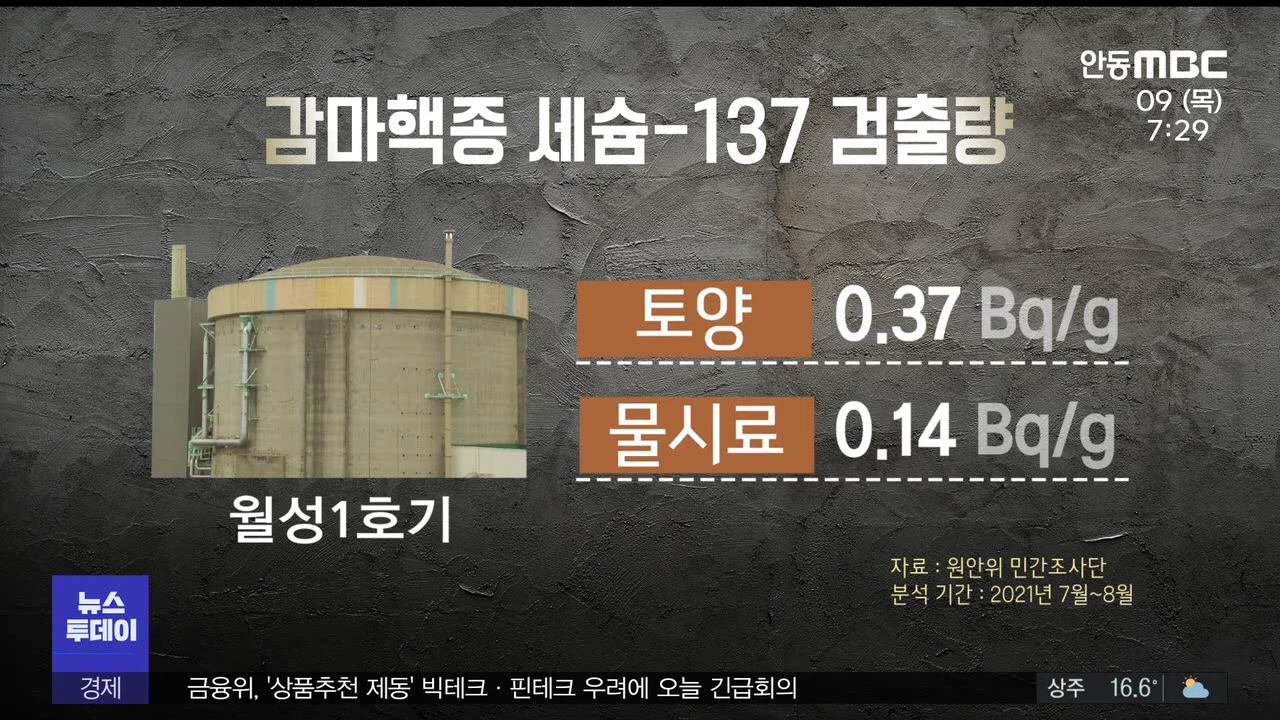 안동MBC
09 (목)
7:29
감마핵종 세슘-137 검출량
토양 0.37 Bq/g
물시료 0.14 Bq/g
월성1호기
자료 : 원안위 민간조사단
분석 기간 : 2021년 7월~8월
뉴스
투데이
경제 금융위, '상품추천 제동' 빅테크·핀테크 우려에 오늘 긴급회의 상주 16.6°